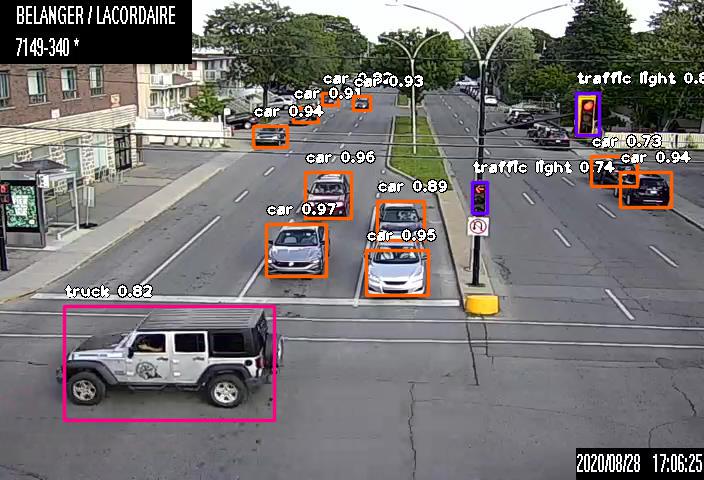 BELANGER / LACORDAIRE
7149-340 *
car 0.93
traffic light 0.8
car 0.91
car 0.94
car 0.73
car 0.96
car 0.94
traffic light 0.74
car 0.89
car 0.97
car 0.95
truck 0.82
2020/08/28 17:06:25